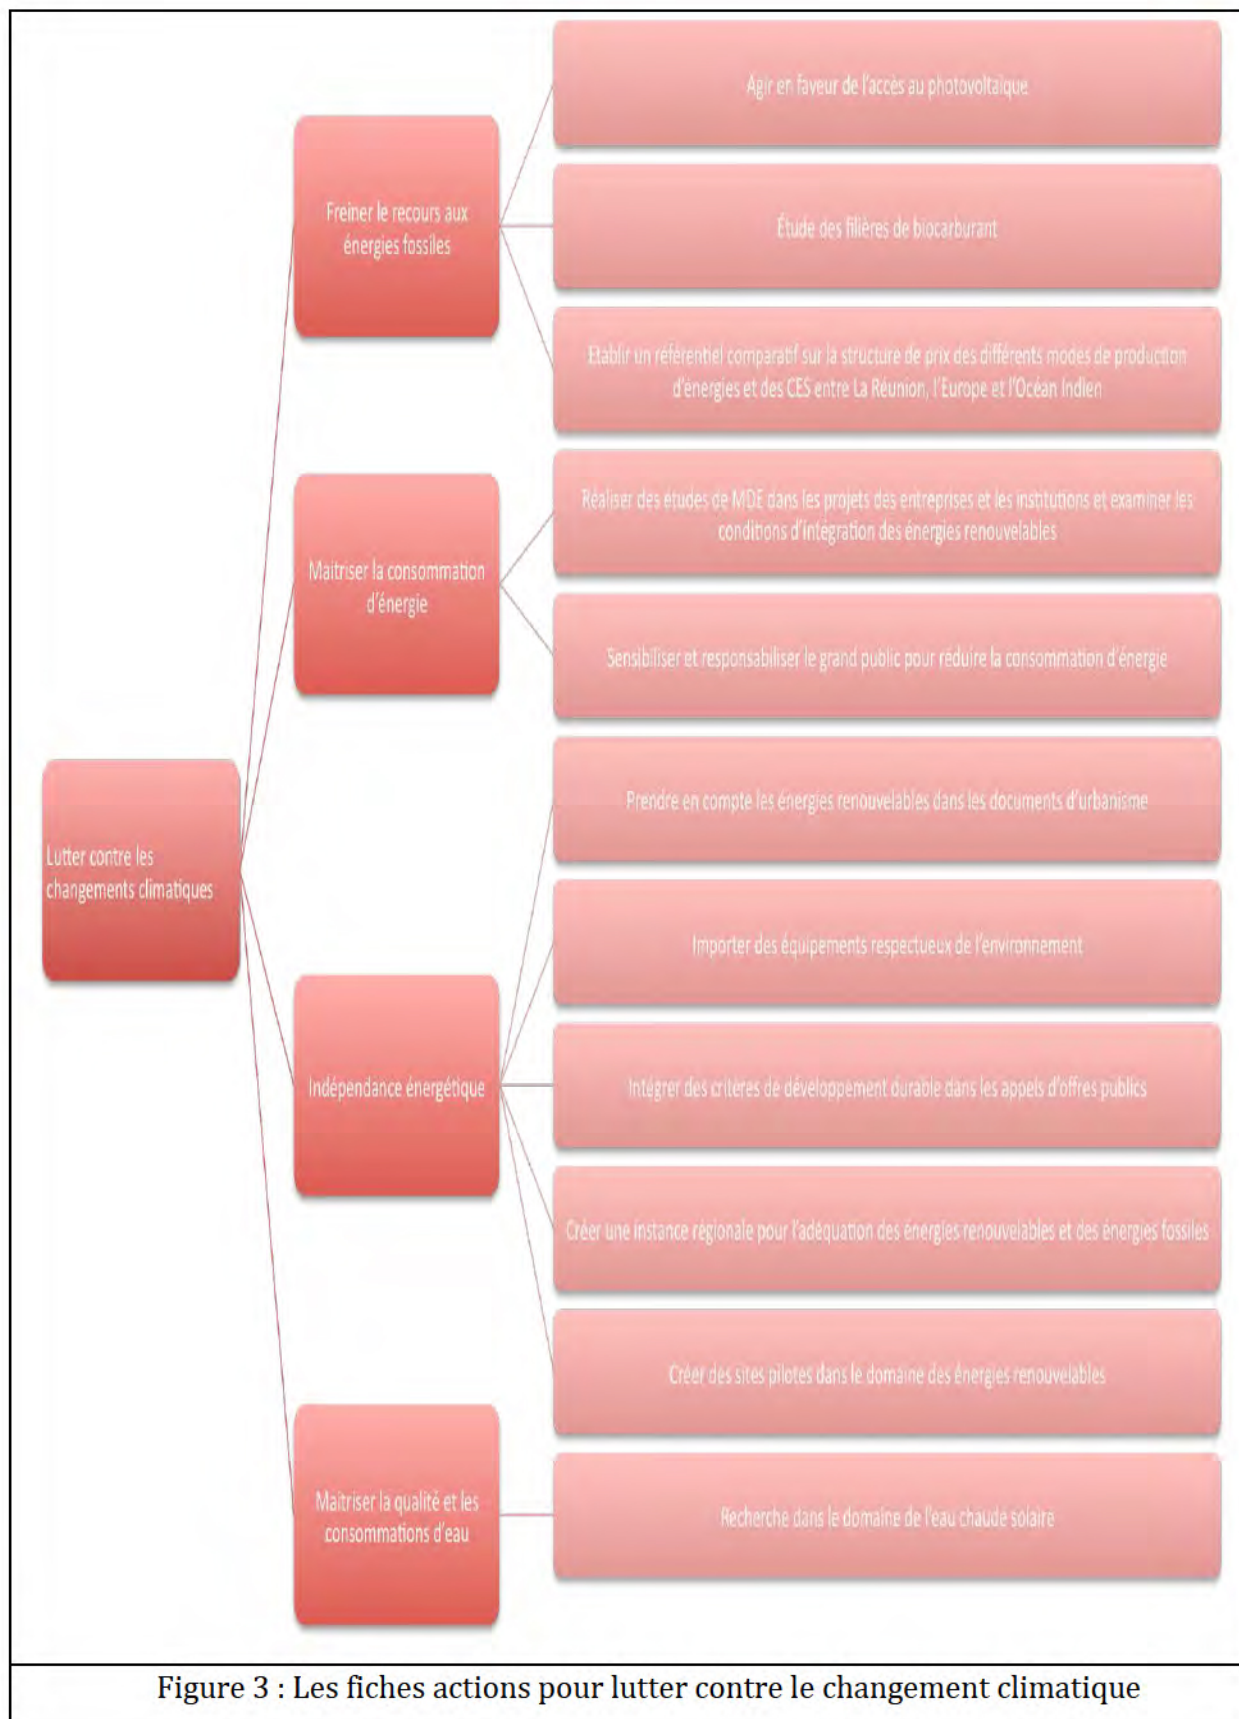 Lutter contre les
changements climatiques
Freiner le recours aux
énergies fossiles
Agir en faveur de l'accès au photovoltaïque
Étude des filières de biocarburant
Etablir un référentiel comparatif sur la structure de prix des différents modes de production
d'énergies et des CES entre La Réunion, l'Europe et l'Océan Indien
Maitriser la consommation
d'énergie
Réaliser des études de MDE dans les projets des entreprises et les institutions et examiner les
conditions d'intégration des énergies renouvelables
Sensibiliser et responsabiliser le grand public pour réduire la consommation d'énergie
Indépendance énergétique
Prendre en compte les énergies renouvelables dans les documents d'urbanisme
Importer des équipements respectueux de l'environnement
Intégrer des critères de développement durable dans les appels d'offres publics
Créer une instance régionale pour l'adéquation des énergies renouvelables et des énergies fossiles
Créer des sites pilotes dans le domaine des énergies renouvelables
Maitriser la qualité et les
consommations d'eau
Recherche dans le domaine de l'eau chaude solaire
Figure 3 : Les fiches actions pour lutter contre le changement climatique